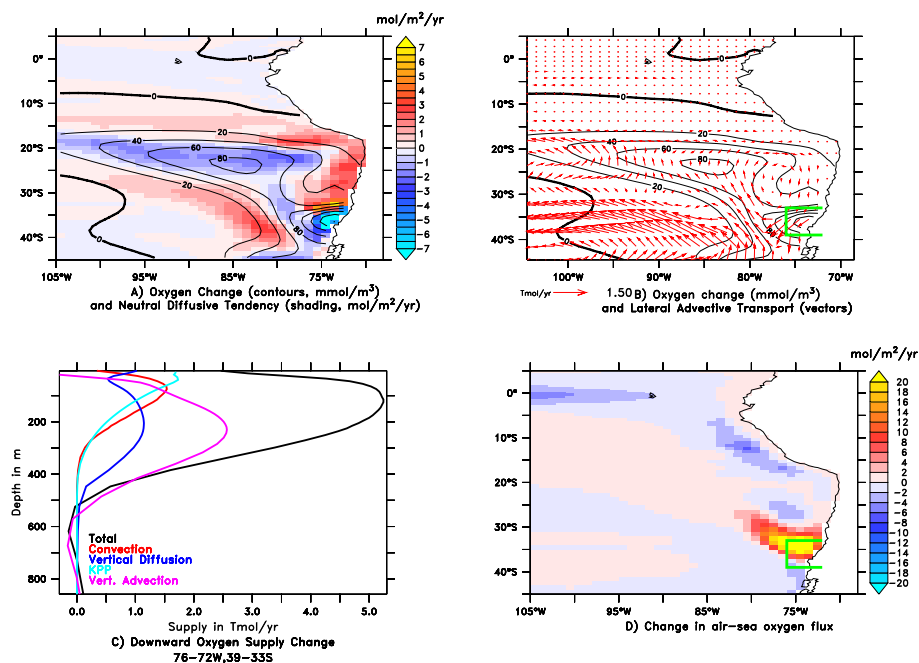 mol/m²/yr
0°
10°S
20°S
30°S
40°S
105°W
95°W
85°W
75°W
7
6
5
4
3
2
1
0
−1
−2
−3
−4
−5
−6
−7
0
0
20
40
60
80
20
0
80
A) Oxygen Change (contours, mmol/m³)
and Neutral Diffusive Tendency (shading, mol/m²/yr)
0°
10°S
20°S
30°S
40°S
100°W
90°W
80°W
70°W
0
0
20
40
60
80
20
0
Tmol/yr
1.50
B) Oxygen change (mmol/m³)
and Lateral Advective Transport (vectors)
Depth in m
200
400
600
800
Total
Convection
Vertical Diffusion
KPP
Vert. Advection
0.0
1.0
2.0
3.0
4.0
5.0
Supply in Tmol/yr
C) Downward Oxygen Supply Change
76−72W,39−33S
mol/m²/yr
0°
10°S
20°S
30°S
40°S
105°W
95°W
85°W
75°W
20
18
16
14
12
10
8
6
4
2
0
−2
−4
−6
−8
−10
−12
−14
−16
−18
−20
D) Change in air−sea oxygen flux